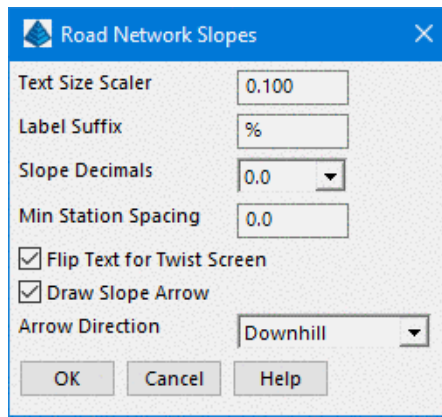 Road Network Slopes
Text Size Scaler 0.100
Label Suffix %
Slope Decimals 0.0
Min Station Spacing 0.0
Flip Text for Twist Screen
Draw Slope Arrow
Arrow Direction Downhill
OK Cancel Help